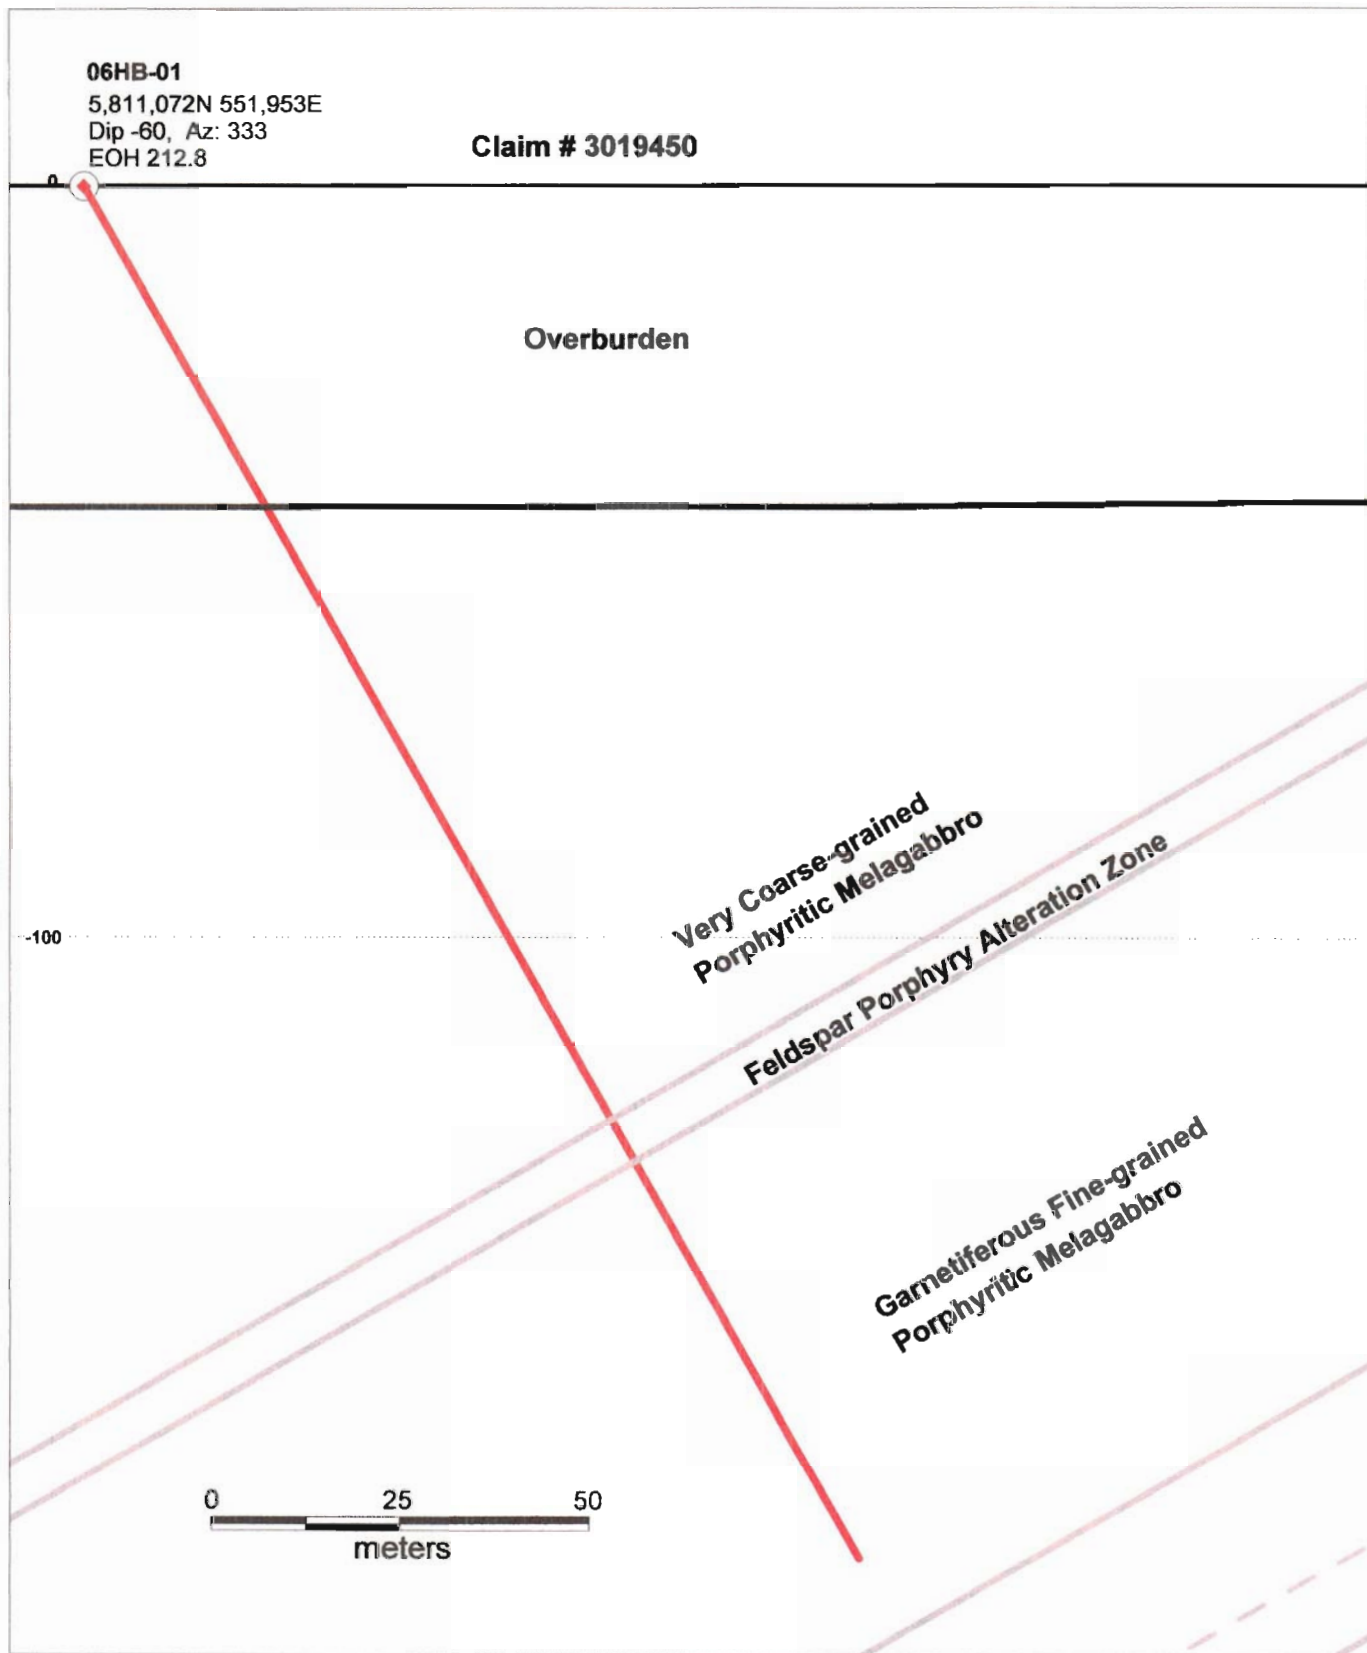 06HB-01
5,811,072N 551,953E
Dip -60, Az: 333
EOH 212.8
Claim # 3019450
0
Overburden
Very Coarse-grained
Porphyritic Melagabbro
-100
Feldspar Porphyry Alteration Zone
Garnetiferous Fine-grained
Porphyritic Melagabbro
0 25 50
meters